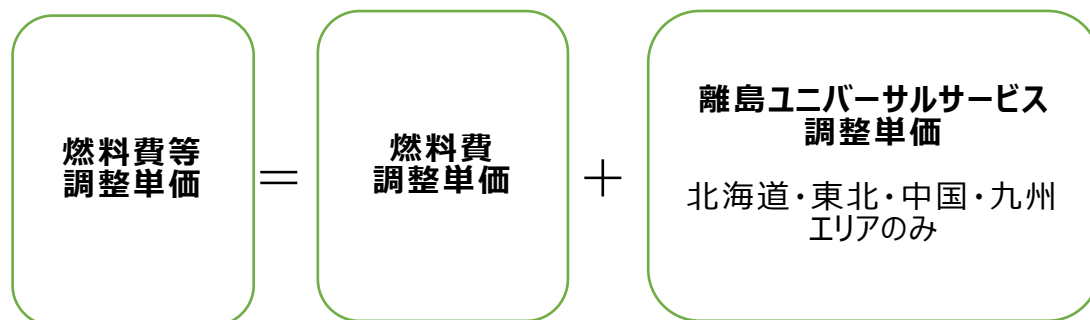 燃料費等
調整単価
＝
燃料費
調整単価
＋
離島ユニバーサルサービス
調整単価
北海道・東北・中国・九州
エリアのみ